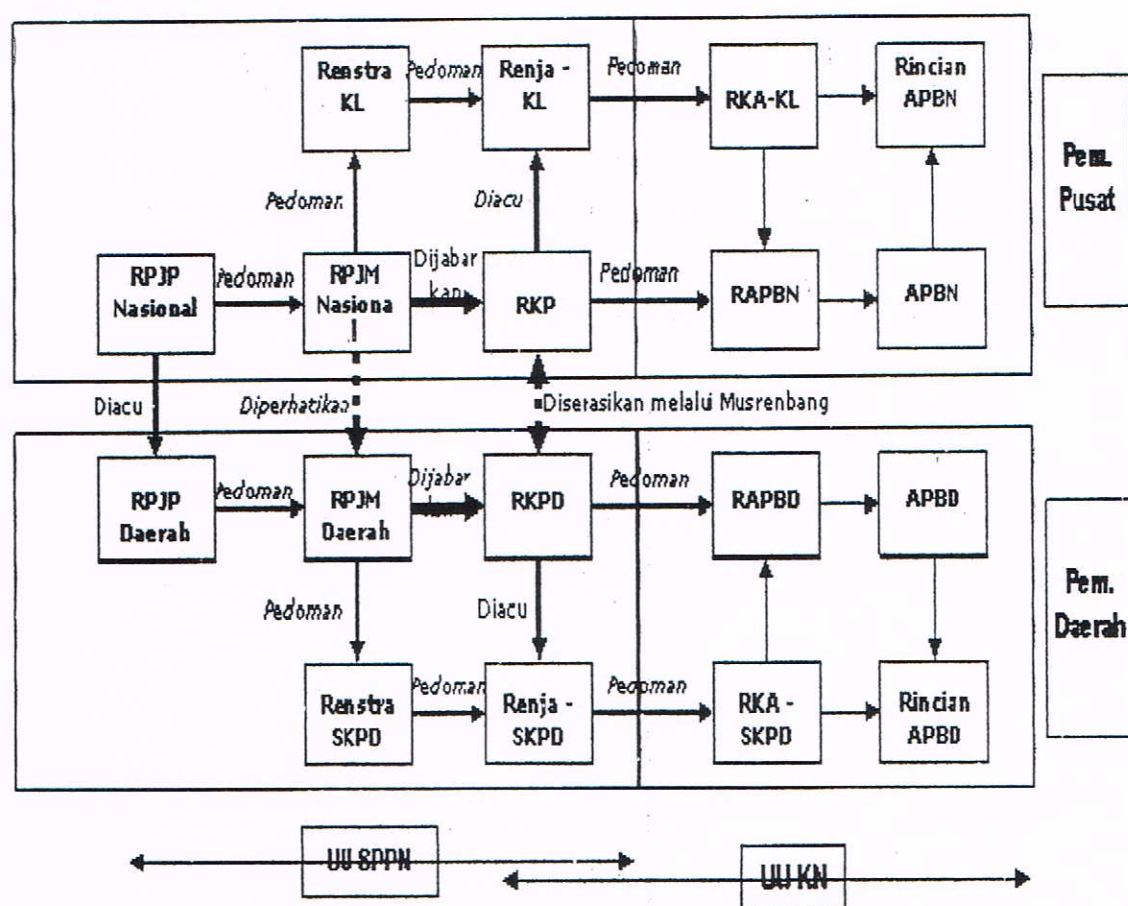 Renstra
KL
Pedoman
Renja -
KL
Pedoman
RKA-KL
Rincian
APBN
Pem.
Pusat
Pedoman
Diacu
RPJP
Nasional
Pedoman
RPJM
Nasiona
Dijabar
kan
RKP
Pedoman
RAPBN
APBN
Diacu
Diperhatikan
Diserasikan melalui Musrenbang
RPJP
Daerah
Pedoman
RPJM
Daerah
Dijabar
RKPD
Pedoman
RAPBD
APBD
Pem.
Daerah
Pedoman
Diacu
Renstra
SKPD
Pedoman
Renja -
SKPD
Pedoman
RKA -
SKPD
Rincian
APBD
UU SPPN
UU KN